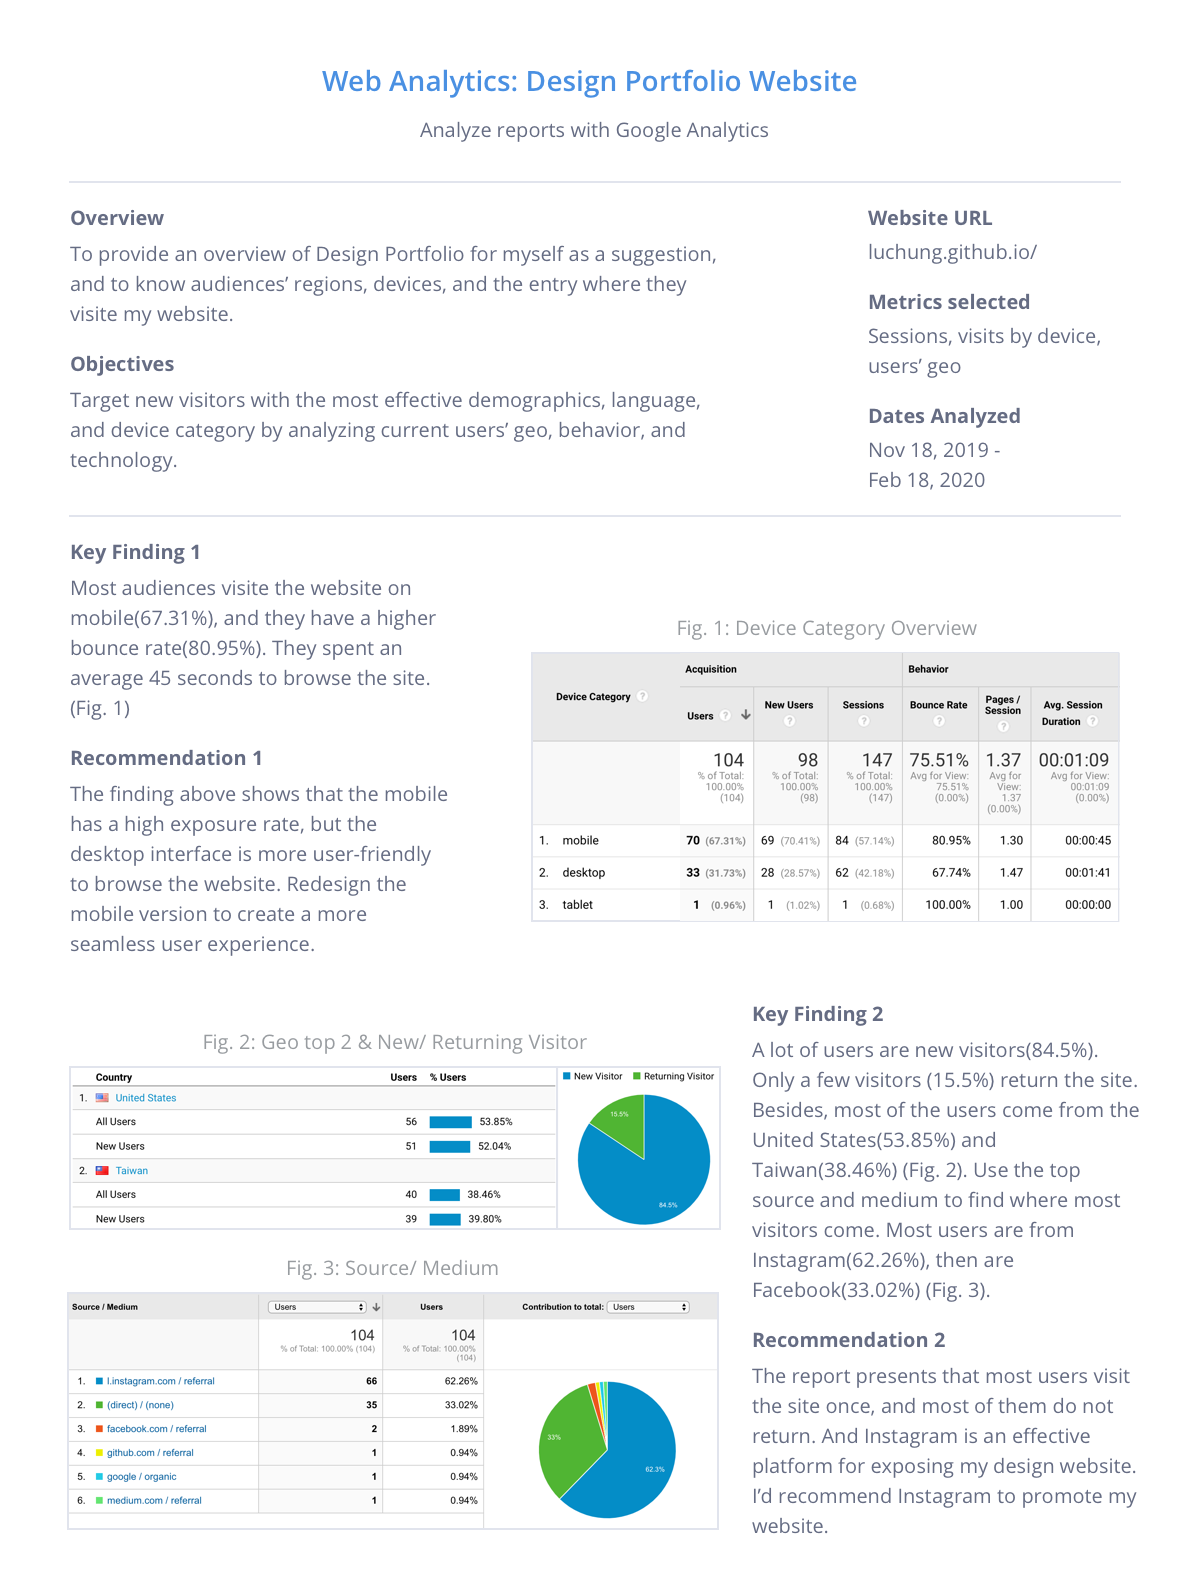 Web Analytics: Design Portfolio Website
Analyze reports with Google Analytics
Overview
To provide an overview of Design Portfolio for myself as a suggestion,
and to know audiences’ regions, devices, and the entry where they
visite my website.
Objectives
Target new visitors with the most effective demographics, language,
and device category by analyzing current users’ geo, behavior, and
technology.
Website URL
luchung.github.io/
Metrics selected
Sessions, visits by device,
users’ geo
Dates Analyzed
Nov 18, 2019 -
Feb 18, 2020
Key Finding 1
Most audiences visite the website on
mobile(67.31%), and they have a higher
bounce rate(80.95%). They spent an
average 45 seconds to browse the site.
(Fig. 1)
Recommendation 1
The finding above shows that the mobile
has a high exposure rate, but the
desktop interface is more user-friendly
to browse the website. Redesign the
mobile version to create a more
seamless user experience.
Fig. 1: Device Category Overview
Acquisition Behavior
Device Category ? Users ? New Users ? Sessions ? Bounce Rate ? Pages / Session ? Avg. Session Duration ?
104 98 147 75.51% 1.37 00:01:09
% of Total: 100.00% (104) % of Total: 100.00% (98) % of Total: 100.00% (147) Avg for View: 75.51% (0.00%) Avg for View: 1.37 (0.00%) Avg for View: 00:01:09 (0.00%)
1. mobile 70 (67.31%) 69 (70.41%) 84 (57.14%) 80.95% 1.30 00:00:45
2. desktop 33 (31.73%) 28 (28.57%) 62 (42.18%) 67.74% 1.47 00:01:41
3. tablet 1 (0.96%) 1 (1.02%) 1 (0.68%) 100.00% 1.00 00:00:00
Fig. 2: Geo top 2 & New/ Returning Visitor
Country Users % Users
1. United States
All Users 56 53.85%
New Users 51 52.04%
2. Taiwan
All Users 40 38.46%
New Users 39 39.80%
New Visitor Returning Visitor
15.5%
84.5%
Fig. 3: Source/ Medium
Source / Medium Users Users Contribution to total: Users
104 104
% of Total: 100.00% (104) % of Total: 100.00% (104)
1. l.instagram.com / referral 66 62.26%
2. (direct) / (none) 35 33.02%
3. facebook.com / referral 2 1.89%
4. github.com / referral 1 0.94%
5. google / organic 1 0.94%
6. medium.com / referral 1 0.94%
33%
62.3%
Key Finding 2
A lot of users are new visitors(84.5%).
Only a few visitors (15.5%) return the site.
Besides, most of the users come from the
United States(53.85%) and
Taiwan(38.46%) (Fig. 2). Use the top
source and medium to find where most
visitors come. Most users are from
Instagram(62.26%), then are
Facebook(33.02%) (Fig. 3).
Recommendation 2
The report presents that most users visit
the site once, and most of them do not
return. And Instagram is an effective
platform for exposing my design website.
I’d recommend Instagram to promote my
website.